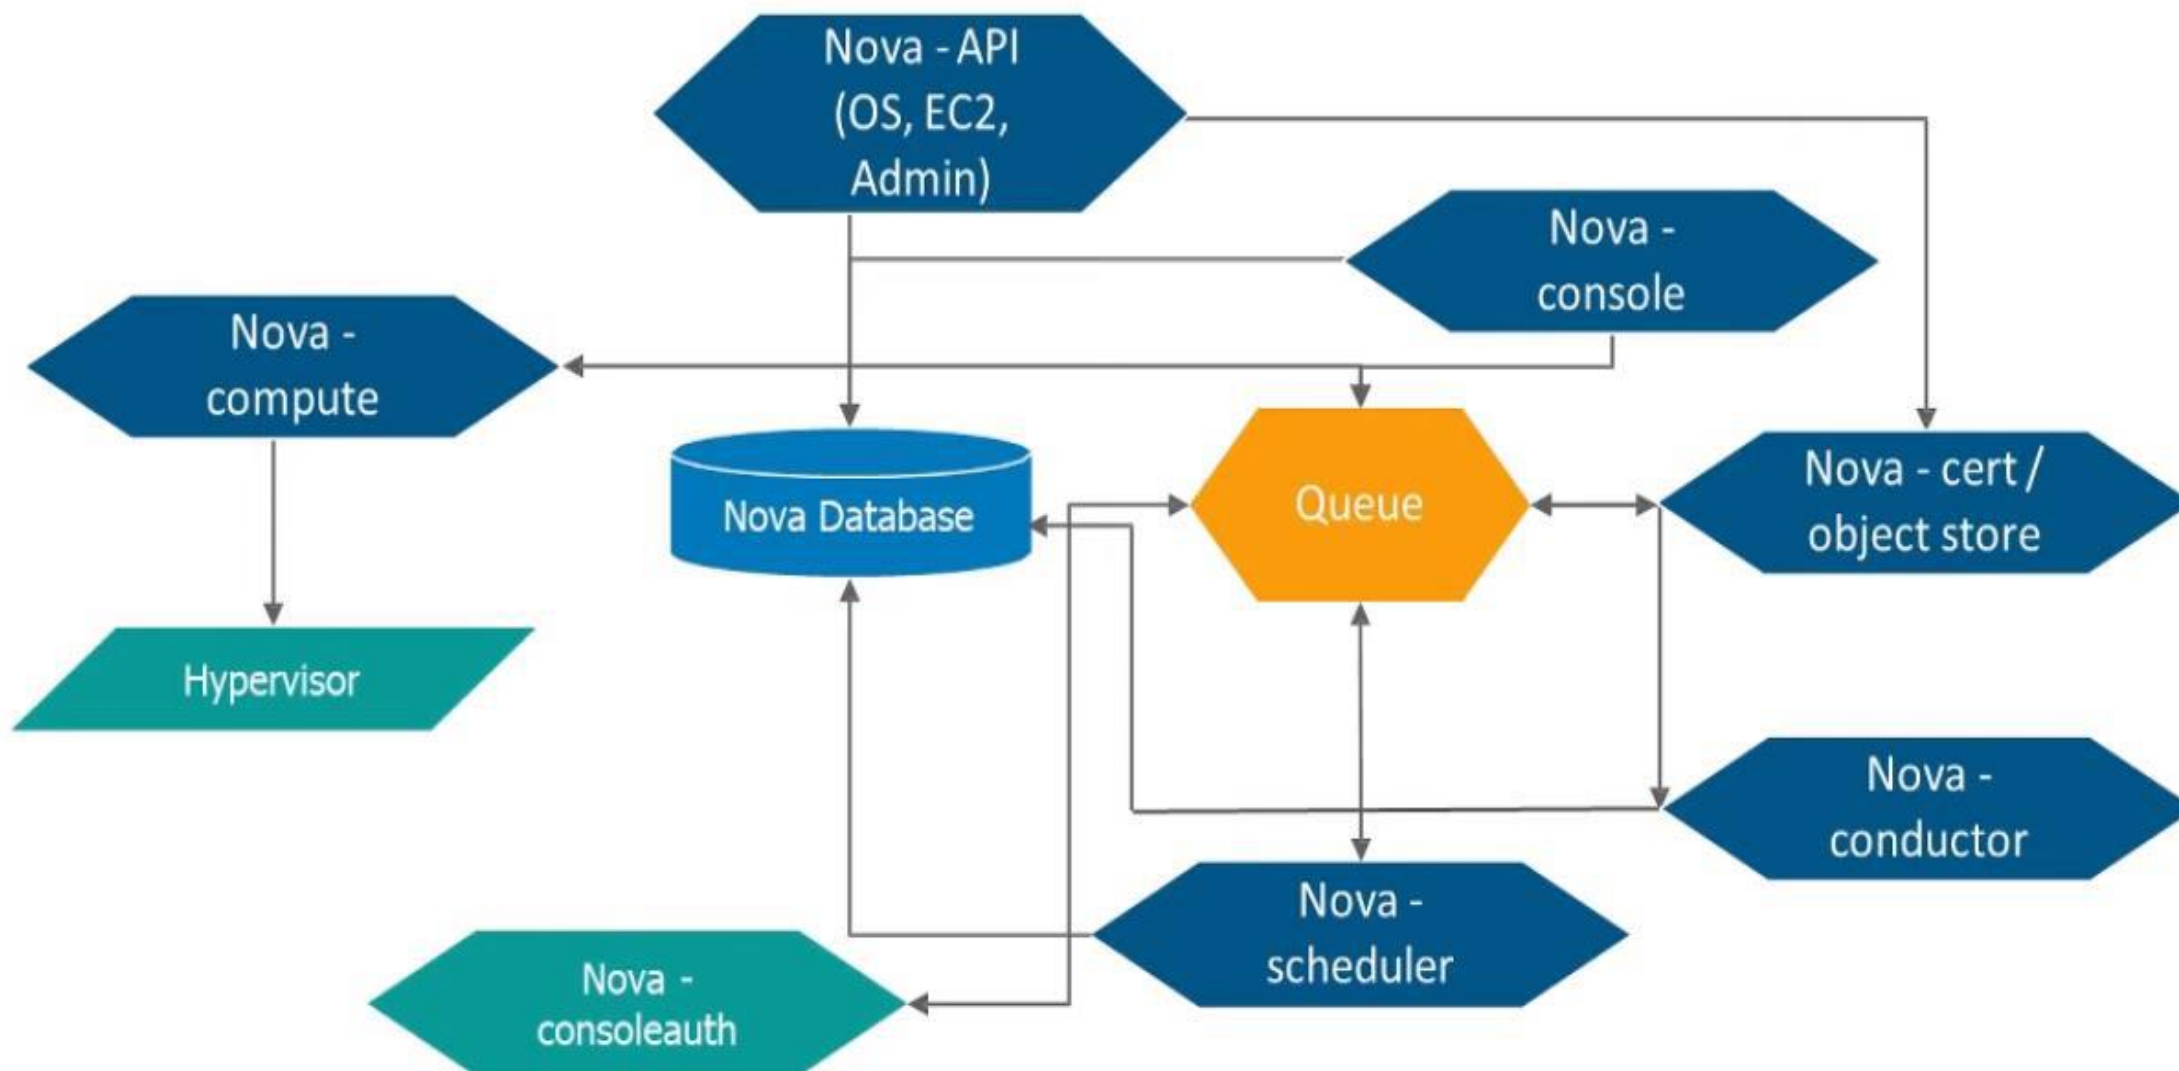 Nova - API
(OS, EC2,
Admin)
Nova -
console
Nova -
compute
Nova Database
Queue
Nova - cert /
object store
Hypervisor
Nova -
conductor
Nova -
scheduler
Nova -
consoleauth